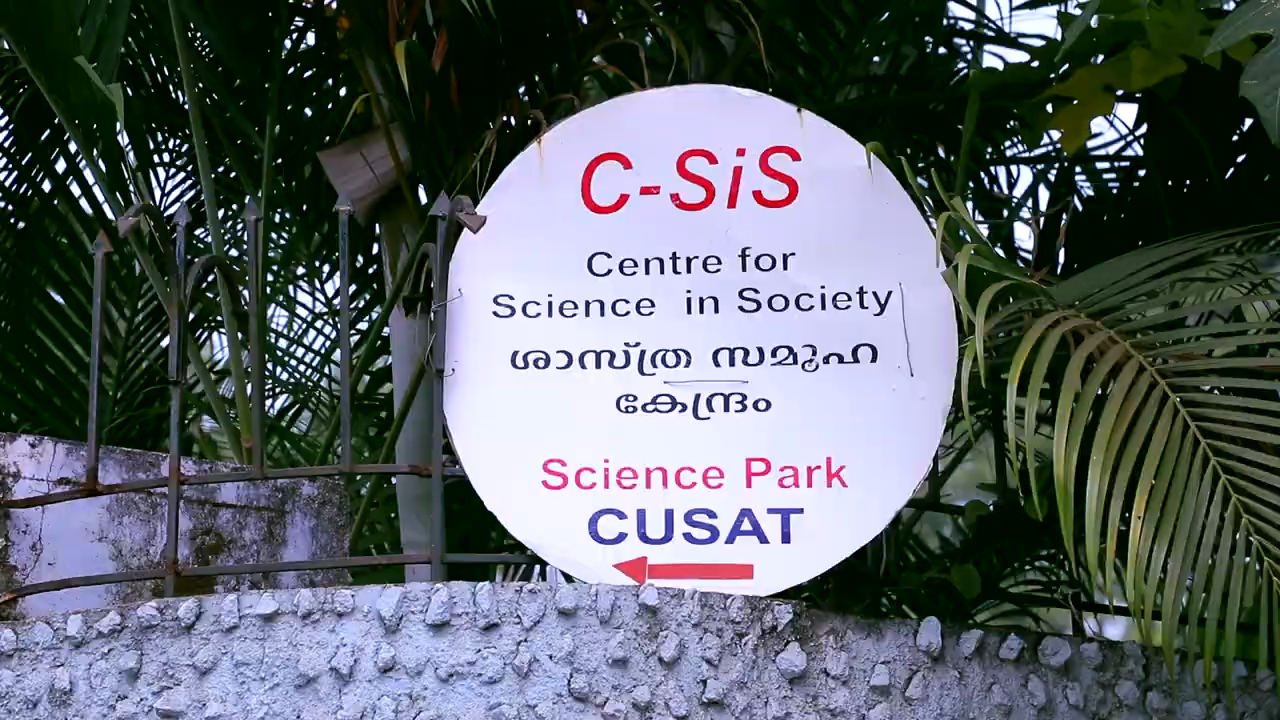 C-SiS
Centre for
Science in Society
ശാസ്ത്ര സമൂഹ
കേന്ദ്രം
Science Park
CUSAT